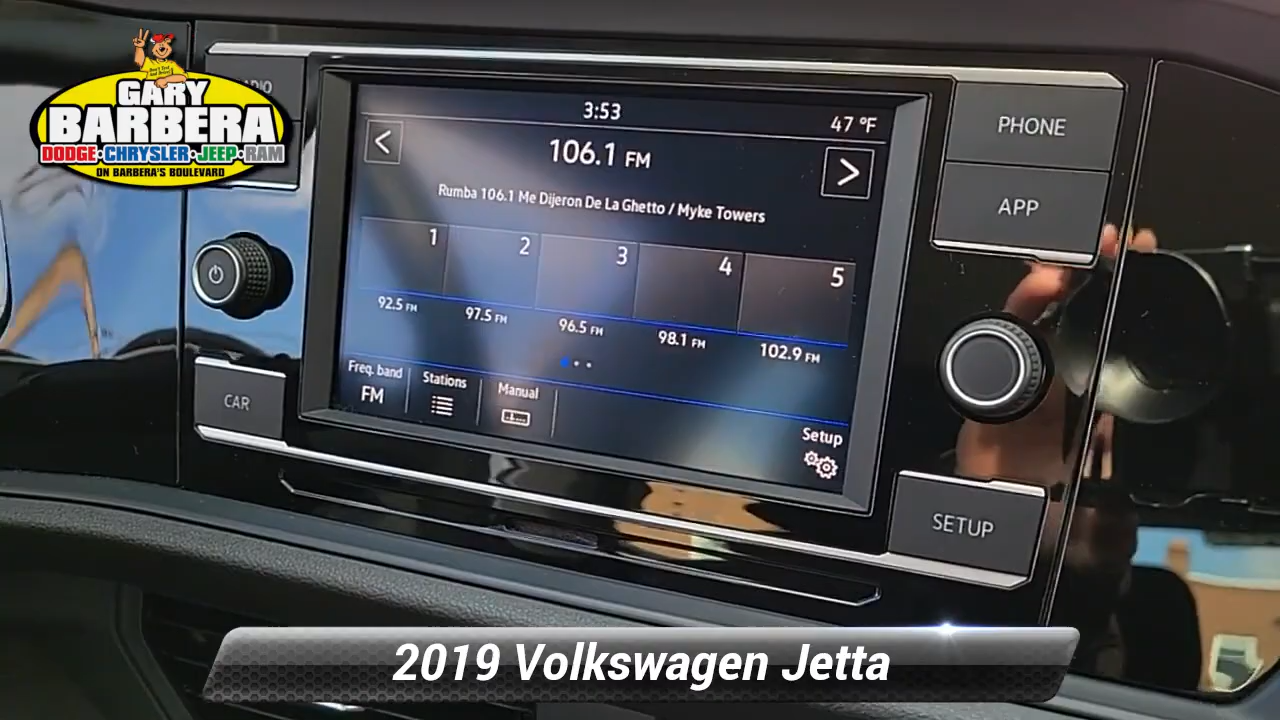 GARY
BARBERA
DODGE·CHRYSLER·JEEP·RAM
ON BARBERA'S BOULEVARD
3:53
47 °F
106.1 FM
Rumba 106.1 Me Dijeron De La Ghetto / Myke Towers
1 2 3 4 5
92.5 FM 97.5 FM 96.5 FM 98.1 FM 102.9 FM
Freq. band Stations Manual
FM
Setup
PHONE
APP
CAR
SETUP
2019 Volkswagen Jetta